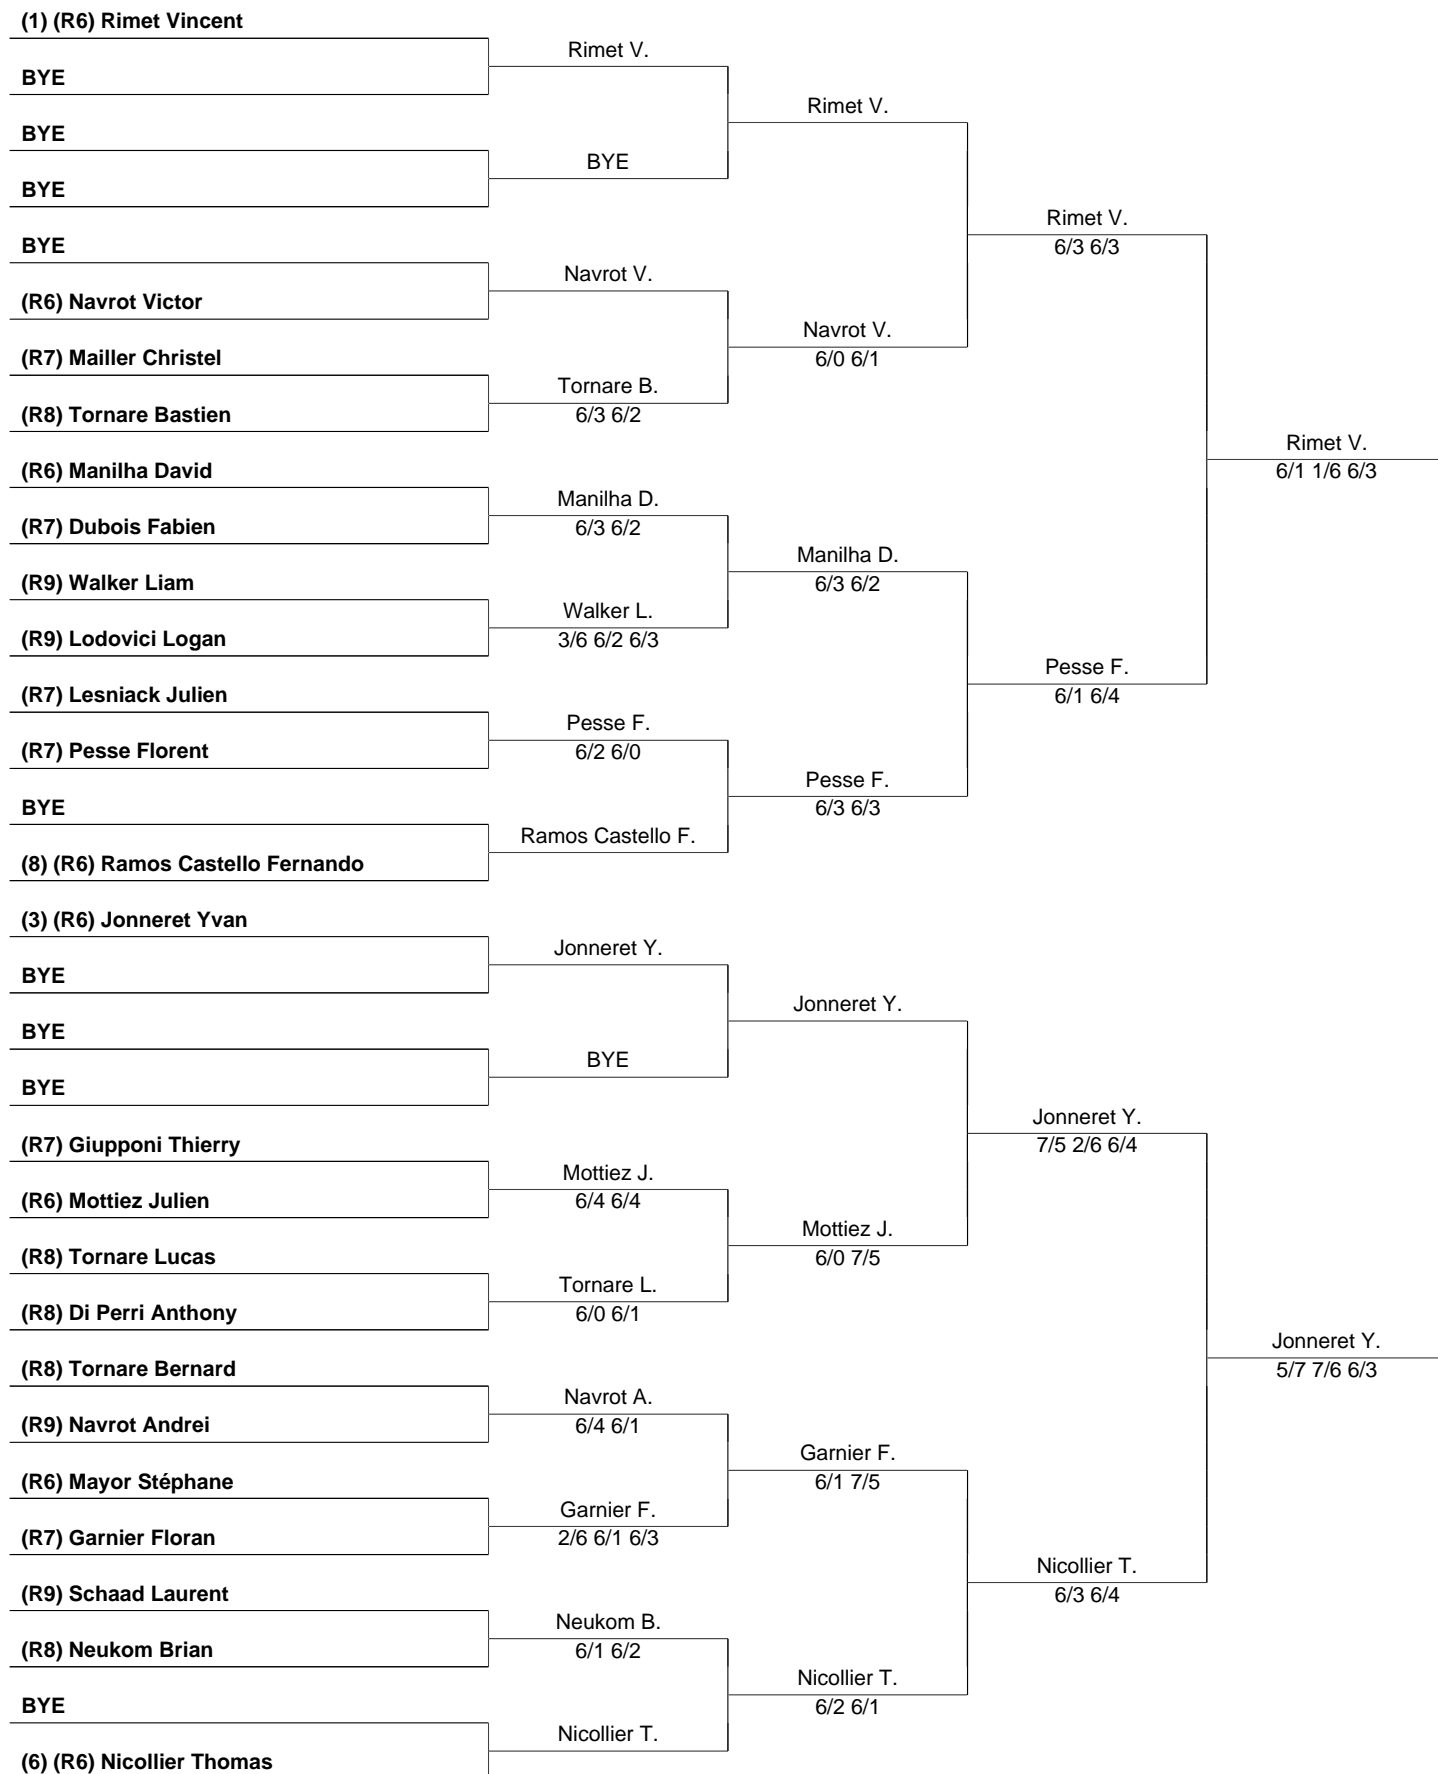 (1) (R6) Rimet Vincent
Rimet V.
BYE
Rimet V.
BYE
BYE
BYE
Rimet V.
BYE
6/3 6/3
Navrot V.
(R6) Navrot Victor
Navrot V.
(R7) Mailler Christel
6/0 6/1
Tornare B.
(R8) Tornare Bastien
6/3 6/2
Rimet V.
(R6) Manilha David
6/1 1/6 6/3
Manilha D.
(R7) Dubois Fabien
6/3 6/2
Manilha D.
(R9) Walker Liam
6/3 6/2
Walker L.
(R9) Lodovici Logan
3/6 6/2 6/3
Pesse F.
(R7) Lesniack Julien
6/1 6/4
Pesse F.
(R7) Pesse Florent
6/2 6/0
Pesse F.
BYE
6/3 6/3
Ramos Castello F.
(8) (R6) Ramos Castello Fernando
(3) (R6) Jonneret Yvan
Jonneret Y.
BYE
Jonneret Y.
BYE
BYE
BYE
Jonneret Y.
(R7) Giupponi Thierry
7/5 2/6 6/4
Mottiez J.
(R6) Mottiez Julien
6/4 6/4
Mottiez J.
(R8) Tornare Lucas
6/0 7/5
Tornare L.
(R8) Di Perri Anthony
6/0 6/1
Jonneret Y.
(R8) Tornare Bernard
5/7 7/6 6/3
Navrot A.
(R9) Navrot Andrei
6/4 6/1
Garnier F.
(R6) Mayor Stéphane
6/1 7/5
Garnier F.
(R7) Garnier Floran
2/6 6/1 6/3
Nicollier T.
(R9) Schaad Laurent
6/3 6/4
Neukom B.
(R8) Neukom Brian
6/1 6/2
Nicollier T.
BYE
6/2 6/1
Nicollier T.
(6) (R6) Nicollier Thomas